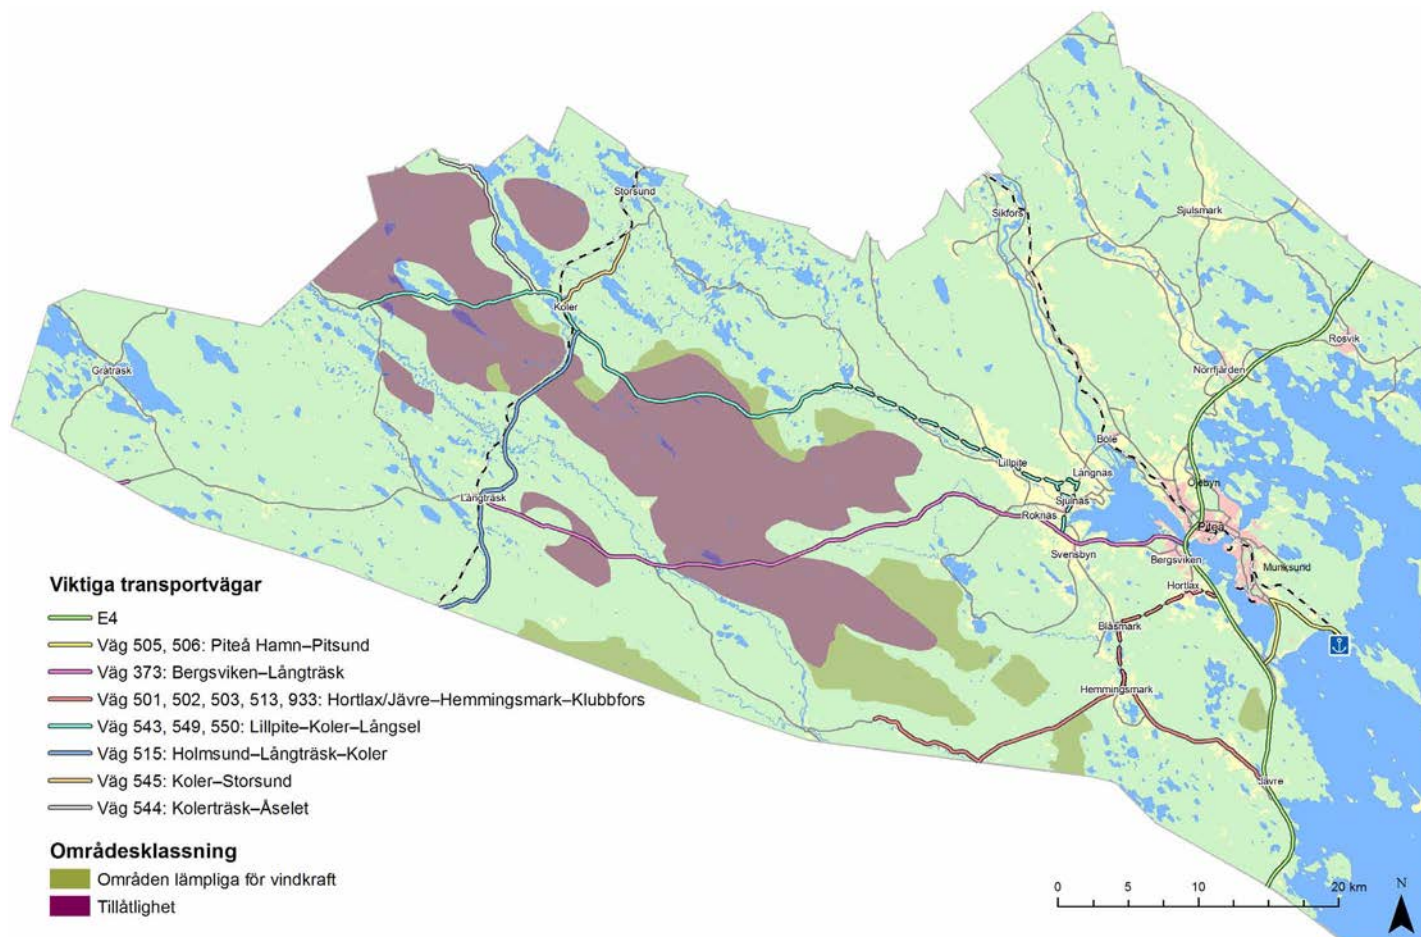 Storsund
Sikfors
Sjulsmark
Koler
Rosvik
Gråträsk
Norrfjärden
Böle
Lillpite
Långnäs
Öjebyn
Långträsk
Sjulnäs
Roknäs
Piteå
Svensbyn
Bergsviken
Munksund
Hortlax
Blåsmark
Hemmingsmark
Jävre
Viktiga transportvägar
E4
Väg 505, 506: Piteå Hamn–Pitsund
Väg 373: Bergsviken–Långträsk
Väg 501, 502, 503, 513, 933: Hortlax/Jävre–Hemmingsmark–Klubbfors
Väg 543, 549, 550: Lillpite–Koler–Långsel
Väg 515: Holmsund–Långträsk–Koler
Väg 545: Koler–Storsund
Väg 544: Kolerträsk–Åselet
Områdesklassning
Områden lämpliga för vindkraft
Tillåtlighet
0 5 10 20 km
N